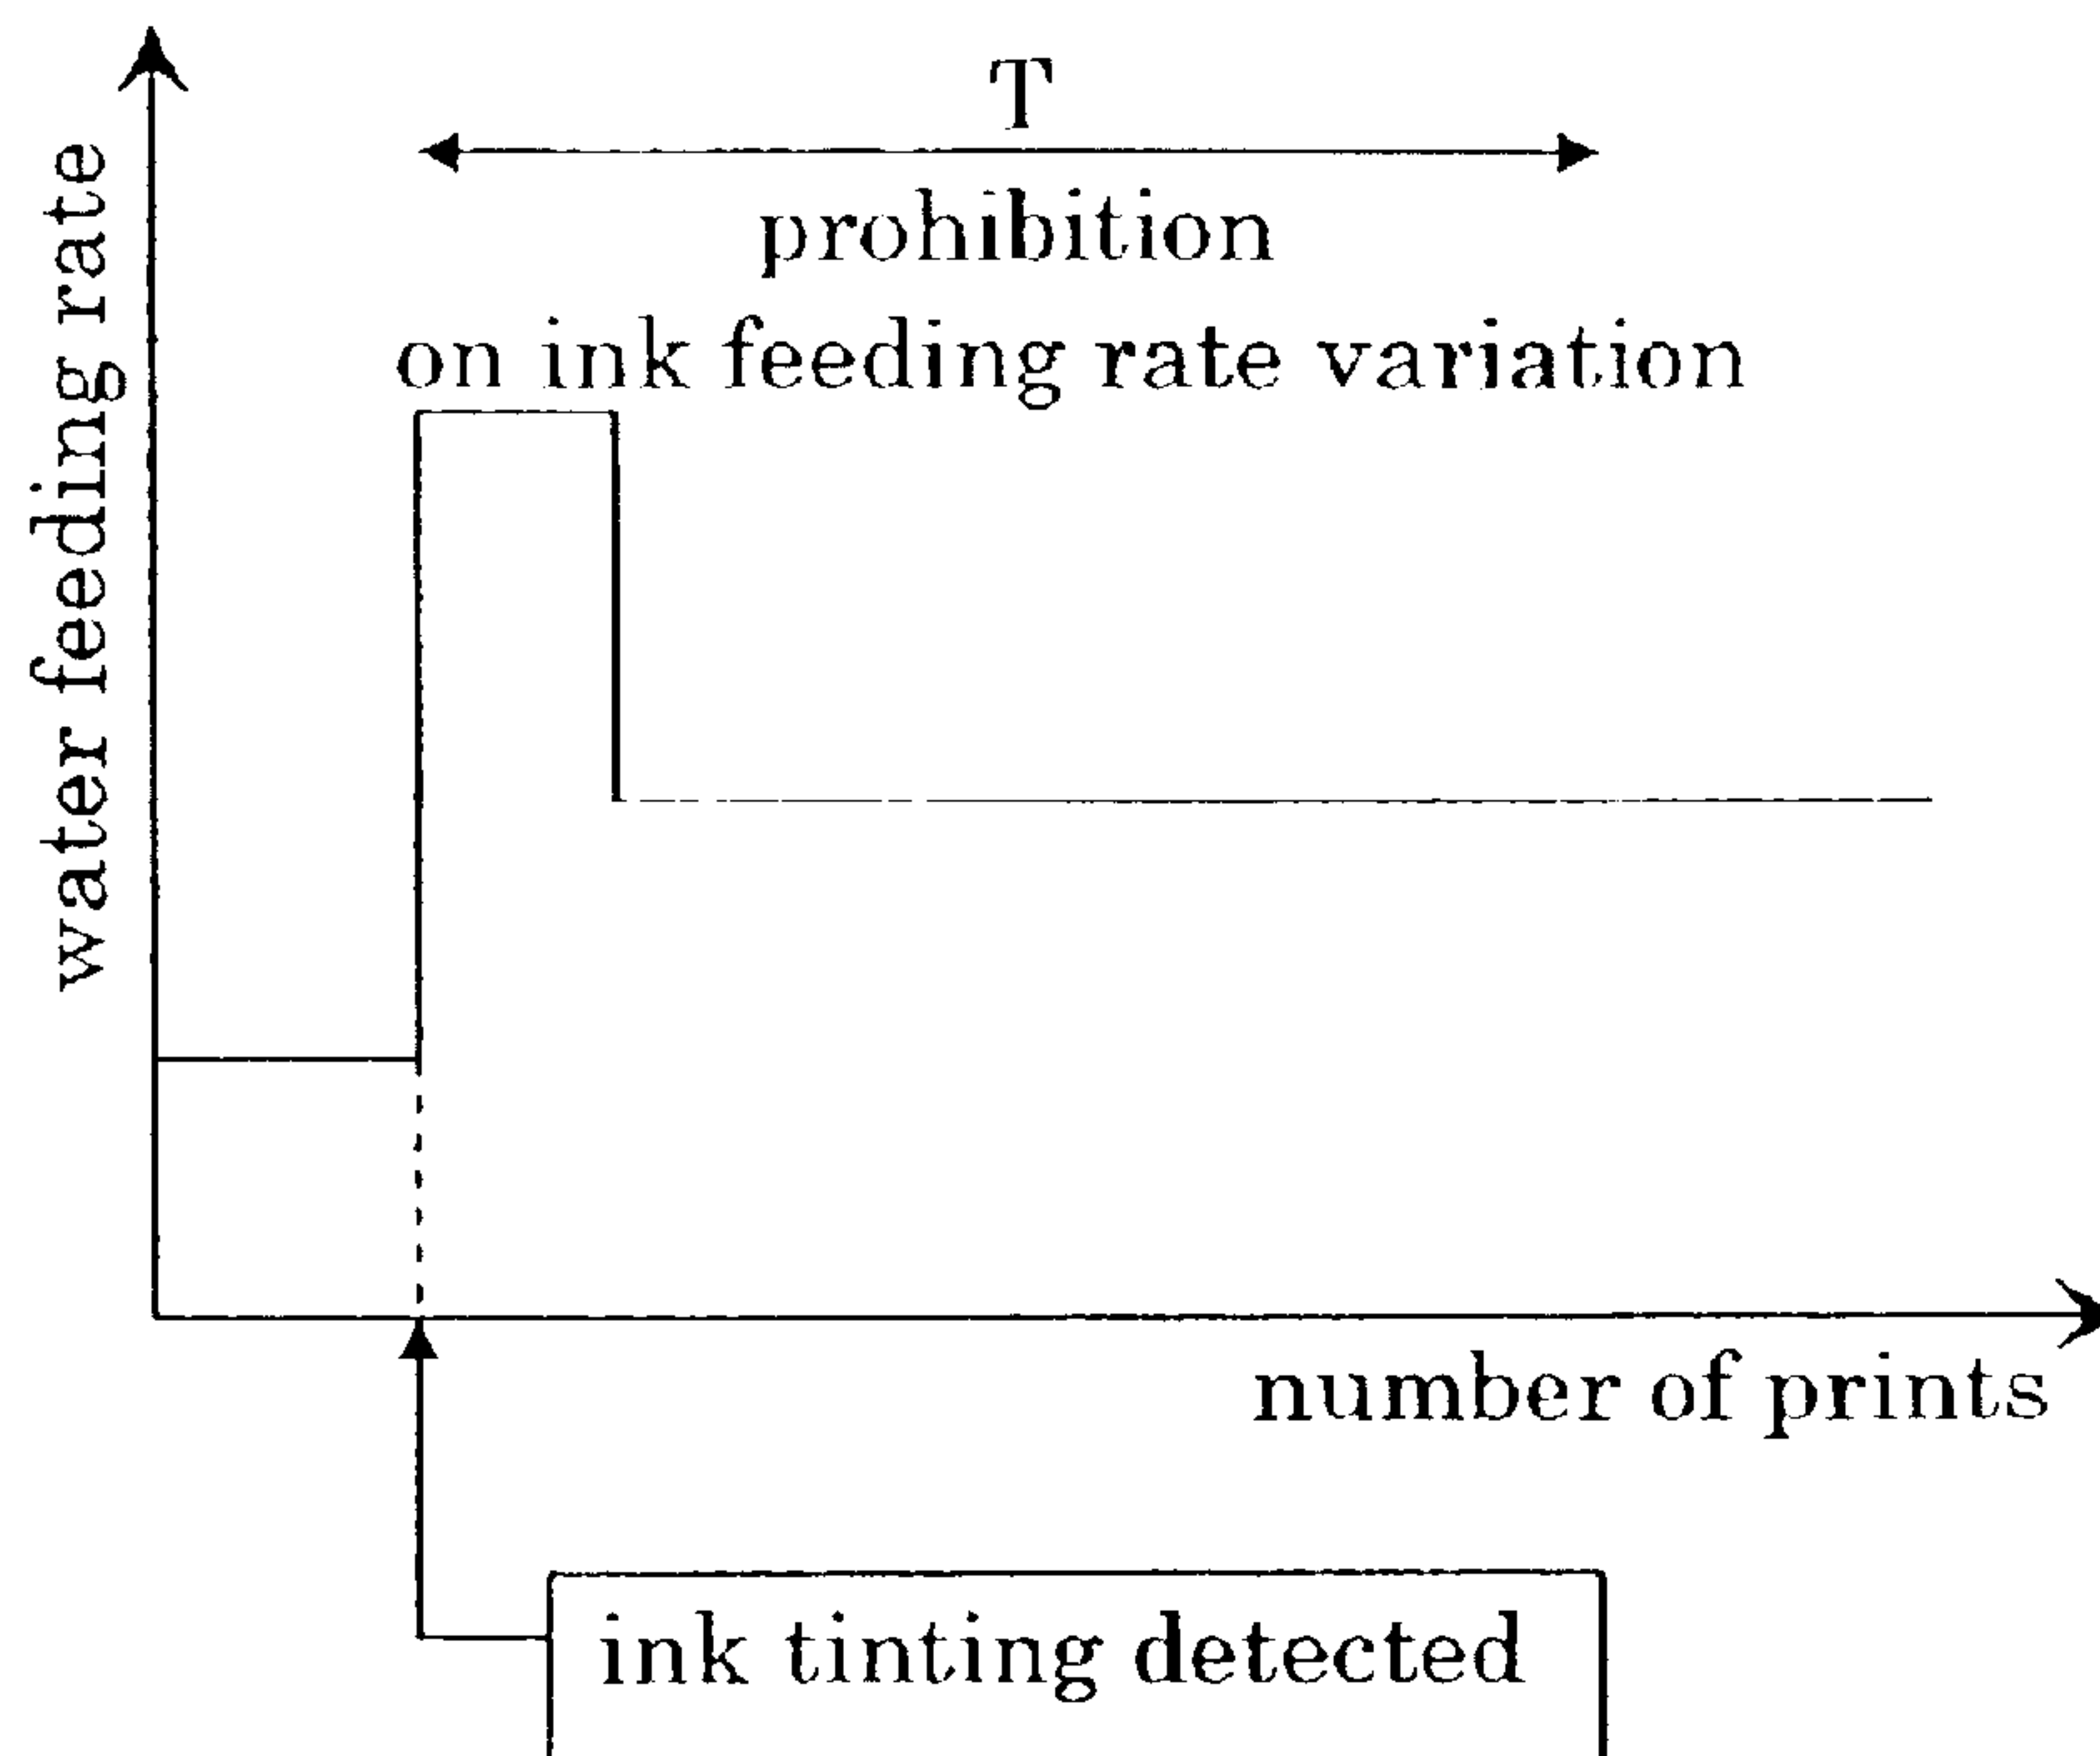 T
prohibition
on ink feeding rate variation
water feeding rate
number of prints
ink tinting detected